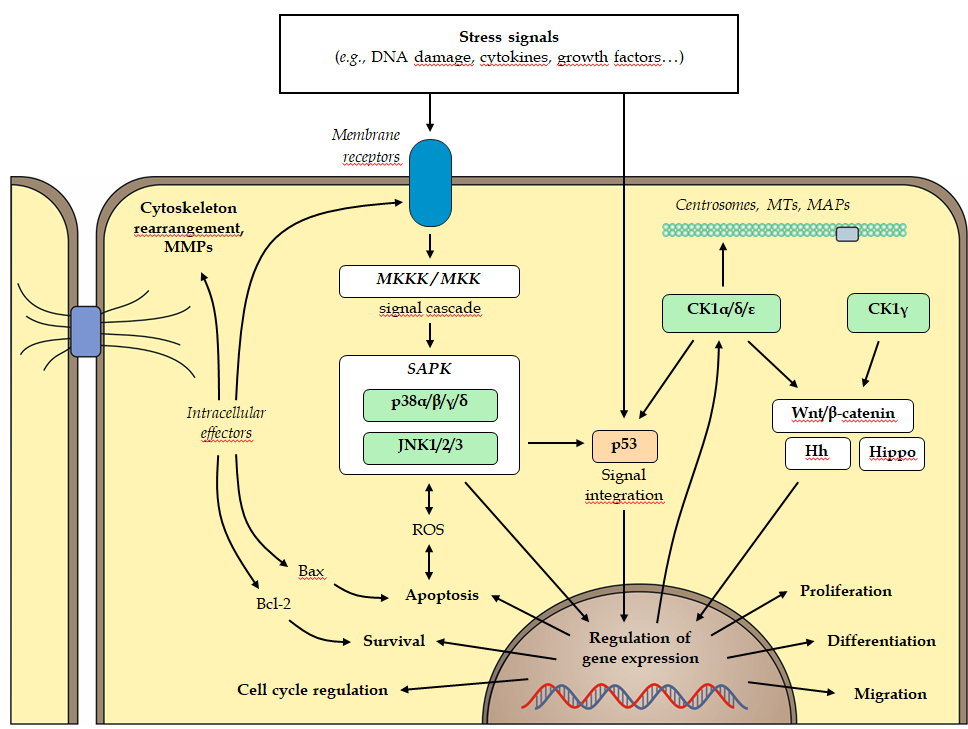 Stress signals
(e.g., DNA damage, cytokines, growth factors…)
Membrane
receptors
Cytoskeleton
rearrangement,
MMPs
Centrosomes, MTs, MAPs
MKKK/MKK
signal cascade
CK1α/δ/ε
CK1γ
SAPK
p38α/β/γ/δ
JNK1/2/3
Intracellular
effectors
p53
Signal
integration
Wnt/β-catenin
Hh
Hippo
ROS
Bax
Bcl-2
Apoptosis
Survival
Cell cycle regulation
Regulation of
gene expression
Proliferation
Differentiation
Migration